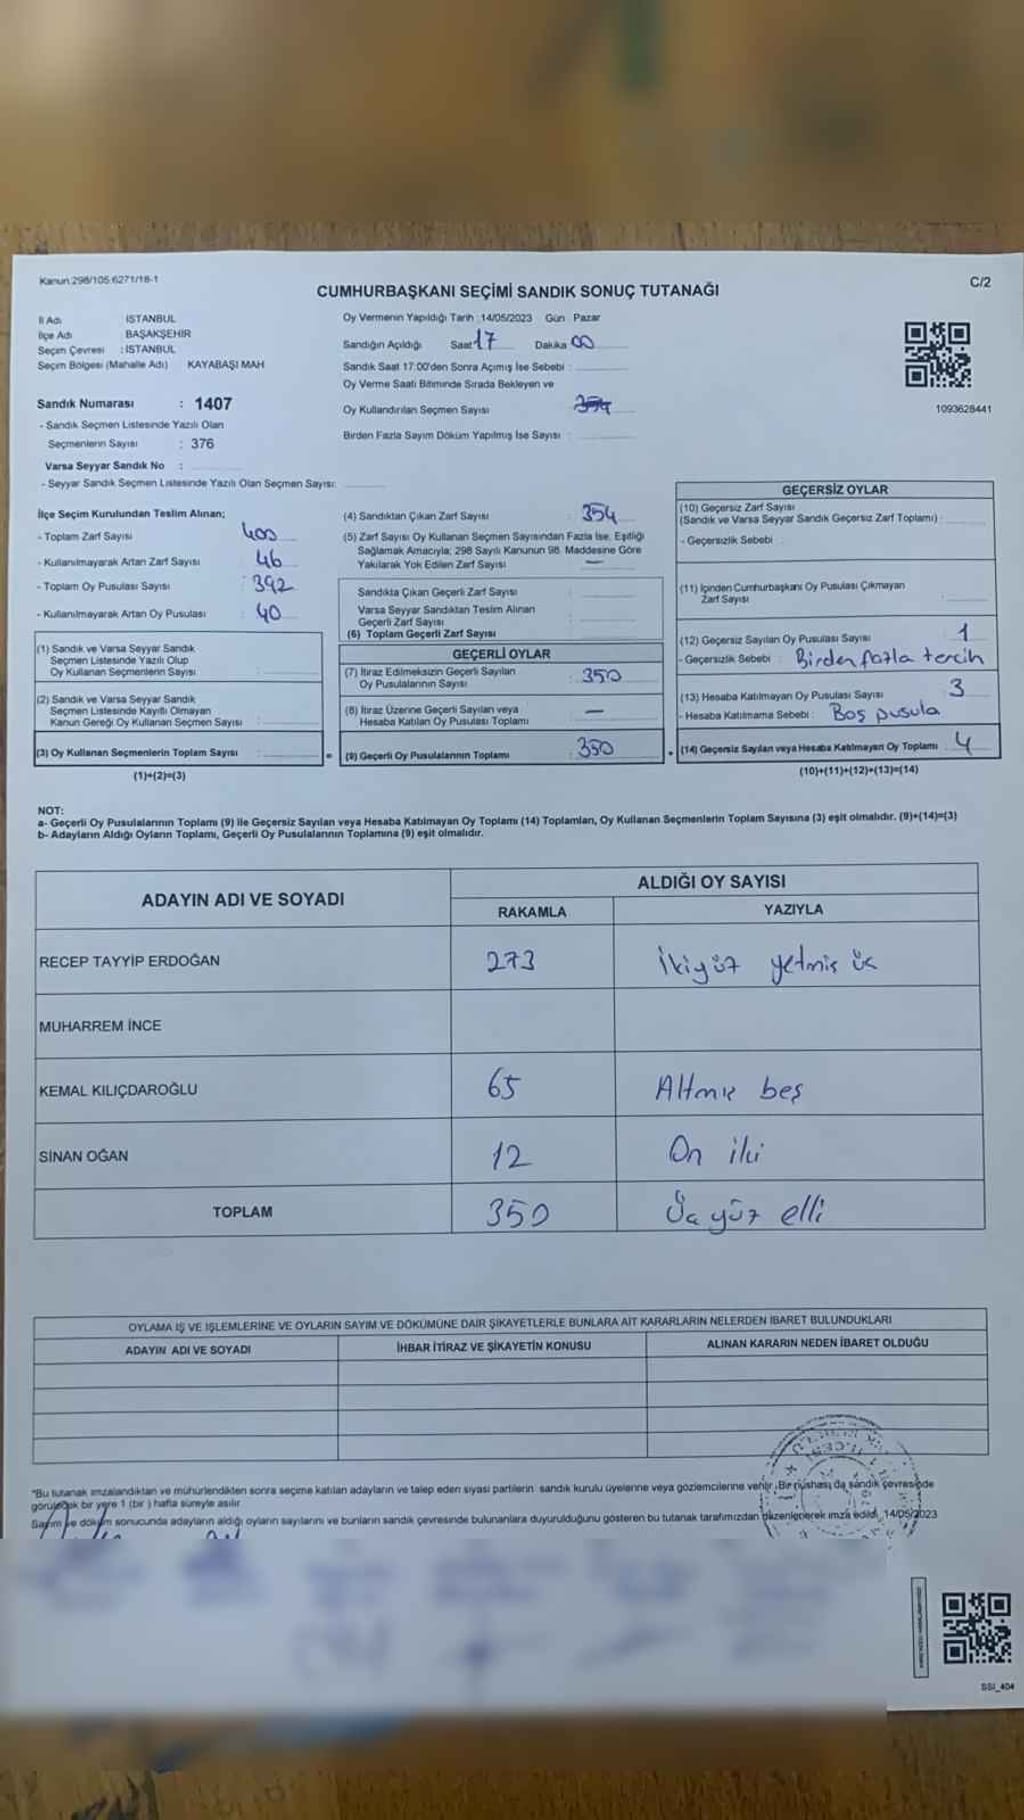 Kanun 298/105 6271/18-1
C/2
CUMHURBAŞKANI SEÇİMİ SANDIK SONUÇ TUTANAĞI
İl Adı İSTANBUL
İlçe Adı BAŞAKŞEHİR
Seçim Çevresi : İSTANBUL
Seçim Bölgesi (Mahalle Adı) KAYABAŞI MAH
Oy Vermenin Yapıldığı Tarih : 14/05/2023 Gün Pazar
Sandığın Açıldığı Saat 17 Dakika 00
Sandık Saat 17:00'den Sonra Açmış İse Sebebi :
Oy Verme Saati Bitiminde Sırada Bekleyen ve
Oy Kullandırılan Seçmen Sayısı 354
Birden Fazla Sayım Döküm Yapılmış İse Sayısı :
1093628441
Sandık Numarası : 1407
- Sandık Seçmen Listesinde Yazılı Olan
Seçmenlerin Sayısı : 376
Varsa Seyyar Sandık No :
- Seyyar Sandık Seçmen Listesinde Yazılı Olan Seçmen Sayısı:
İlçe Seçim Kurulundan Teslim Alınan;
- Toplam Zarf Sayısı 400
- Kullanılmayarak Artan Zarf Sayısı 46
- Toplam Oy Pusulası Sayısı : 392
- Kullanılmayarak Artan Oy Pusulası : 40
(1) Sandık ve Varsa Seyyar Sandık
Seçmen Listesinde Yazılı Olup
Oy Kullanan Seçmenlerin Sayısı :
(2) Sandık ve Varsa Seyyar Sandık
Seçmen Listesinde Kayıtlı Olmayan
Kanun Gereği Oy Kullanan Seçmen Sayısı :
(3) Oy Kullanan Seçmenlerin Toplam Sayısı :
(1)+(2)=(3)
(4) Sandıktan Çıkan Zarf Sayısı : 354
(5) Zarf Sayısı Oy Kullanan Seçmen Sayısından Fazla İse, Eşitliği
Sağlamak Amacıyla; 298 Sayılı Kanunun 98. Maddesine Göre
Yakılarak Yok Edilen Zarf Sayısı : —
Sandıkta Çıkan Geçerli Zarf Sayısı :
Varsa Seyyar Sandıktan Teslim Alınan
Geçerli Zarf Sayısı :
(6) Toplam Geçerli Zarf Sayısı :
GEÇERLİ OYLAR
(7) İtiraz Edilmeksizin Geçerli Sayılan
Oy Pusulalarının Sayısı : 350
(8) İtiraz Üzerine Geçerli Sayılan veya
Hesaba Katılan Oy Pusulası Toplamı : —
= (9) Geçerli Oy Pusulalarının Toplamı : 350
GEÇERSİZ OYLAR
(10) Geçersiz Zarf Sayısı
(Sandık ve Varsa Seyyar Sandık Geçersiz Zarf Toplamı) :
- Geçersizlik Sebebi :
(11) İçinden Cumhurbaşkanı Oy Pusulası Çıkmayan
Zarf Sayısı :
(12) Geçersiz Sayılan Oy Pusulası Sayısı 1
- Geçersizlik Sebebi : Birden fazla tercih
(13) Hesaba Katılmayan Oy Pusulası Sayısı 3
- Hesaba Katılmama Sebebi : Boş pusula
+ (14) Geçersiz Sayılan veya Hesaba Katılmayan Oy Toplamı 4
(10)+(11)+(12)+(13)=(14)
NOT:
a- Geçerli Oy Pusulalarının Toplamı (9) ile Geçersiz Sayılan veya Hesaba Katılmayan Oy Toplamı (14) Toplamları, Oy Kullanan Seçmenlerin Toplam Sayısına (3) eşit olmalıdır. (9)+(14)=(3)
b- Adayların Aldığı Oyların Toplamı, Geçerli Oy Pusulalarının Toplamına (9) eşit olmalıdır.
ADAYIN ADI VE SOYADI
ALDIĞI OY SAYISI
RAKAMLA YAZIYLA
RECEP TAYYİP ERDOĞAN 273 İkiyüz yetmiş üç
MUHARREM İNCE
KEMAL KILIÇDAROĞLU 65 Altmış beş
SİNAN OĞAN 12 On iki
TOPLAM 350 Üç yüz elli
OYLAMA İŞ VE İŞLEMLERİNE VE OYLARIN SAYIM VE DÖKÜMÜNE DAİR ŞİKAYETLERLE BUNLARA AİT KARARLARIN NELERDEN İBARET BULUNDUKLARI
ADAYIN ADI VE SOYADI İHBAR İTİRAZ VE ŞİKAYETİN KONUSU ALINAN KARARIN NEDEN İBARET OLDUĞU
"Bu tutanak imzalandıktan ve mühürlendikten sonra seçime katılan adayların ve talep eden siyasi partilerin sandık kurulu üyelerine veya gözlemcilerine verilir. Bir nüshası da sandık çevresinde
görülecek bir yere 1 (bir ) hafta süreyle asılır
Sayım ve döküm sonucunda adayların aldığı oyların sayılarını ve bunların sandık çevresinde bulunanlara duyurulduğunu gösteren bu tutanak tarafımızdan düzenlenerek imza edildi. 14/05/2023
SSI_404